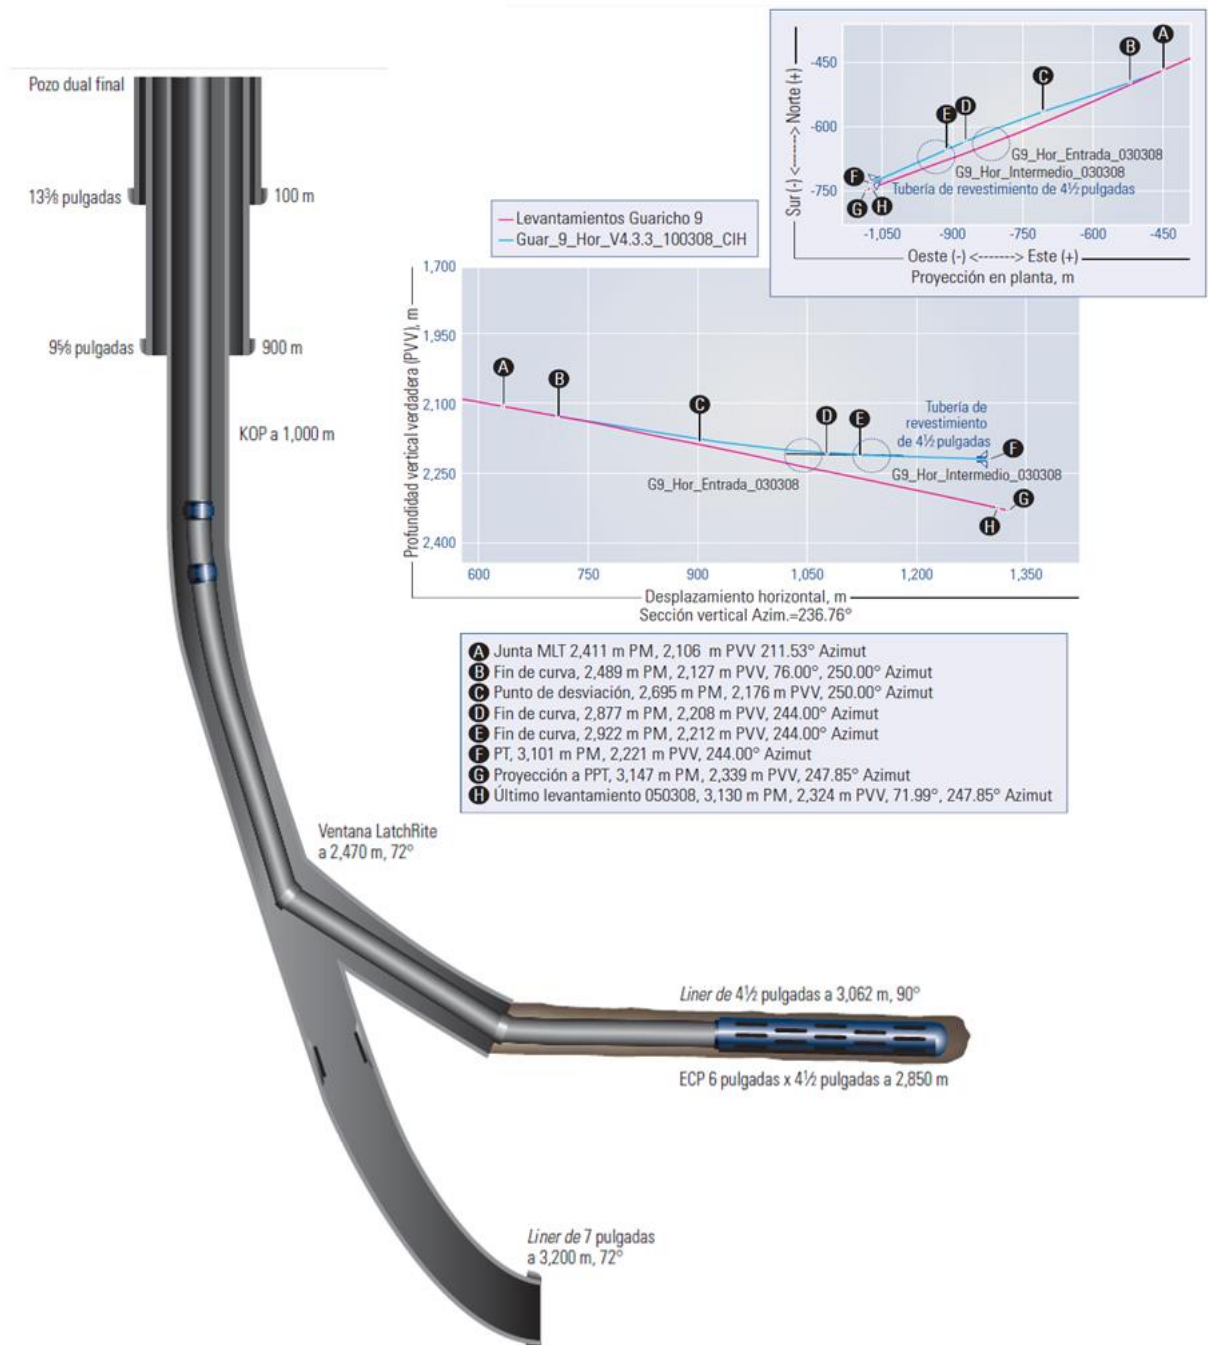 Pozo dual final
13⅜ pulgadas
100 m
9⅝ pulgadas
900 m
KOP a 1,000 m
Ventana LatchRite
a 2,470 m, 72°
Liner de 4½ pulgadas a 3,062 m, 90°
ECP 6 pulgadas x 4½ pulgadas a 2,850 m
Liner de 7 pulgadas
a 3,200 m, 72°
Levantamientos Guaricho 9
Guar_9_Hor_V4.3.3_100308_CIH
Sur (-) <------> Norte (+)
-450
-600
-750
A
B
C
D
E
F
G
H
G9_Hor_Entrada_030308
G9_Hor_Intermedio_030308
Tubería de revestimiento de 4½ pulgadas
-1,050 -900 -750 -600 -450
Oeste (-) <-------> Este (+)
Proyección en planta, m
Profundidad vertical verdadera (PVV), m
1,700
1,950
2,100
2,250
2,400
A
B
C
D
E
F
G
H
Tubería de
revestimiento
de 4½ pulgadas
G9_Hor_Entrada_030308
G9_Hor_Intermedio_030308
600 750 900 1,050 1,200 1,350
Desplazamiento horizontal, m
Sección vertical Azim.=236.76°
A Junta MLT 2,411 m PM, 2,106 m PVV 211.53° Azimut
B Fin de curva, 2,489 m PM, 2,127 m PVV, 76.00°, 250.00° Azimut
C Punto de desviación, 2,695 m PM, 2,176 m PVV, 250.00° Azimut
D Fin de curva, 2,877 m PM, 2,208 m PVV, 244.00° Azimut
E Fin de curva, 2,922 m PM, 2,212 m PVV, 244.00° Azimut
F PT, 3,101 m PM, 2,221 m PVV, 244.00° Azimut
G Proyección a PPT, 3,147 m PM, 2,339 m PVV, 247.85° Azimut
H Último levantamiento 050308, 3,130 m PM, 2,324 m PVV, 71.99°, 247.85° Azimut